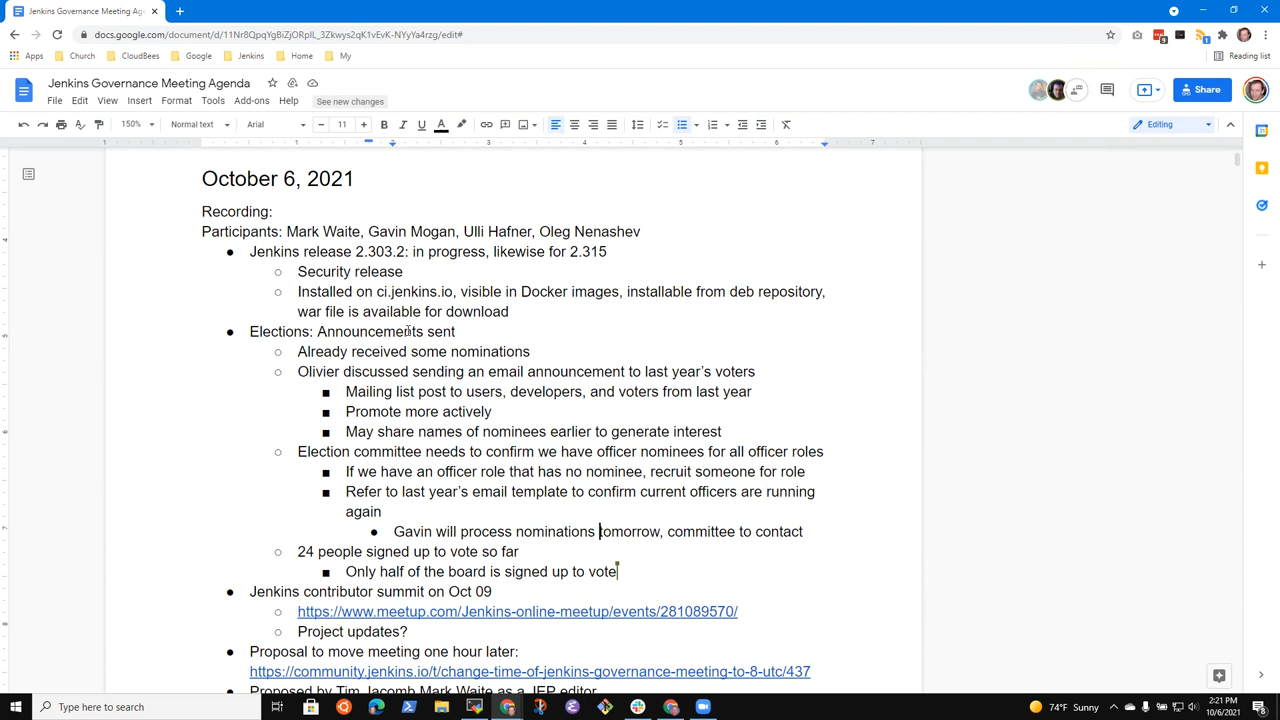 Jenkins Governance Meeting Age
docs.google.com/document/d/11Nr8QpqYgBiZjORpIL_3Zkwys2qK1vEvK-NYyYa4rzg/edit#
Apps Church CloudBees Google Jenkins Home My Reading list
Jenkins Governance Meeting Agenda
File Edit View Insert Format Tools Add-ons Help See new changes
Share
150% Normal text Arial 11 Editing
1 1 2 3 4 5 6 7
October 6, 2021
Recording:
Participants: Mark Waite, Gavin Mogan, Ulli Hafner, Oleg Nenashev
● Jenkins release 2.303.2: in progress, likewise for 2.315
○ Security release
○ Installed on ci.jenkins.io, visible in Docker images, installable from deb repository,
war file is available for download
● Elections: Announcements sent
○ Already received some nominations
○ Olivier discussed sending an email announcement to last year’s voters
■ Mailing list post to users, developers, and voters from last year
■ Promote more actively
■ May share names of nominees earlier to generate interest
○ Election committee needs to confirm we have officer nominees for all officer roles
■ If we have an officer role that has no nominee, recruit someone for role
■ Refer to last year’s email template to confirm current officers are running
again
● Gavin will process nominations tomorrow, committee to contact
○ 24 people signed up to vote so far
■ Only half of the board is signed up to vote
● Jenkins contributor summit on Oct 09
○ https://www.meetup.com/Jenkins-online-meetup/events/281089570/
○ Project updates?
● Proposal to move meeting one hour later:
https://community.jenkins.io/t/change-time-of-jenkins-governance-meeting-to-8-utc/437
● Proposed by Tim Jacomb Mark Waite as a JEP editor
Type here to search
74°F Sunny
2:21 PM
10/6/2021